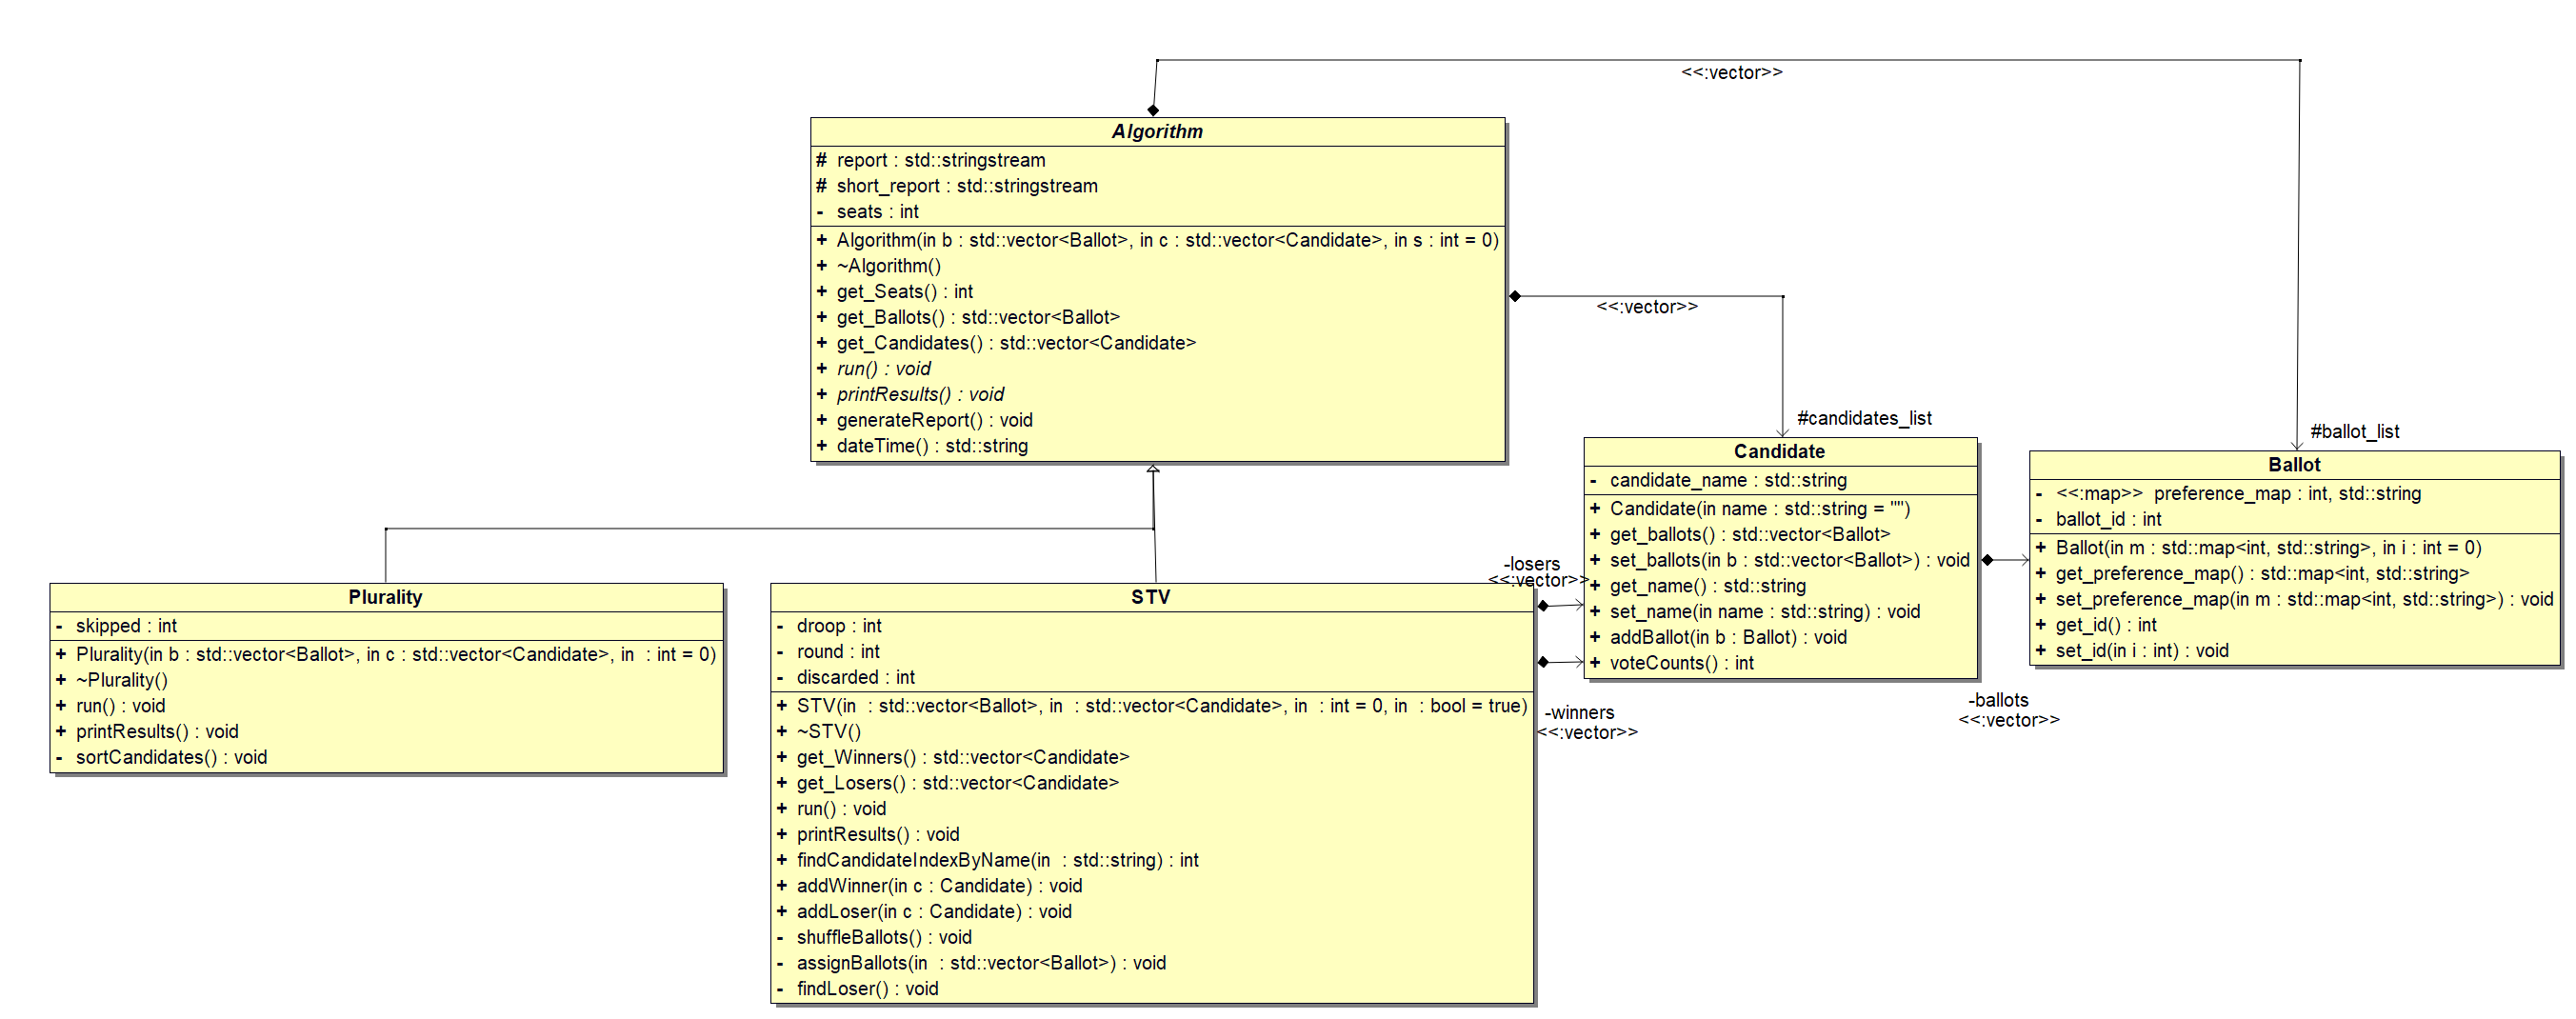 <<:vector>>
Algorithm
# report : std::stringstream
# short_report : std::stringstream
- seats : int
+ Algorithm(in b : std::vector<Ballot>, in c : std::vector<Candidate>, in s : int = 0)
+ ~Algorithm()
+ get_Seats() : int
+ get_Ballots() : std::vector<Ballot>
+ get_Candidates() : std::vector<Candidate>
+ run() : void
+ printResults() : void
+ generateReport() : void
+ dateTime() : std::string
<<:vector>>
#candidates_list
#ballot_list
Candidate
- candidate_name : std::string
+ Candidate(in name : std::string = "")
+ get_ballots() : std::vector<Ballot>
+ set_ballots(in b : std::vector<Ballot>) : void
+ get_name() : std::string
+ set_name(in name : std::string) : void
+ addBallot(in b : Ballot) : void
+ voteCounts() : int
Ballot
- <<:map>> preference_map : int, std::string
- ballot_id : int
+ Ballot(in m : std::map<int, std::string>, in i : int = 0)
+ get_preference_map() : std::map<int, std::string>
+ set_preference_map(in m : std::map<int, std::string>) : void
+ get_id() : int
+ set_id(in i : int) : void
-losers
<<:vector>>
-winners
<<:vector>>
-ballots
<<:vector>>
Plurality
- skipped : int
+ Plurality(in b : std::vector<Ballot>, in c : std::vector<Candidate>, in  : int = 0)
+ ~Plurality()
+ run() : void
+ printResults() : void
- sortCandidates() : void
STV
- droop : int
- round : int
- discarded : int
+ STV(in  : std::vector<Ballot>, in  : std::vector<Candidate>, in  : int = 0, in  : bool = true)
+ ~STV()
+ get_Winners() : std::vector<Candidate>
+ get_Losers() : std::vector<Candidate>
+ run() : void
+ printResults() : void
+ findCandidateIndexByName(in  : std::string) : int
+ addWinner(in c : Candidate) : void
+ addLoser(in c : Candidate) : void
- shuffleBallots() : void
- assignBallots(in  : std::vector<Ballot>) : void
- findLoser() : void